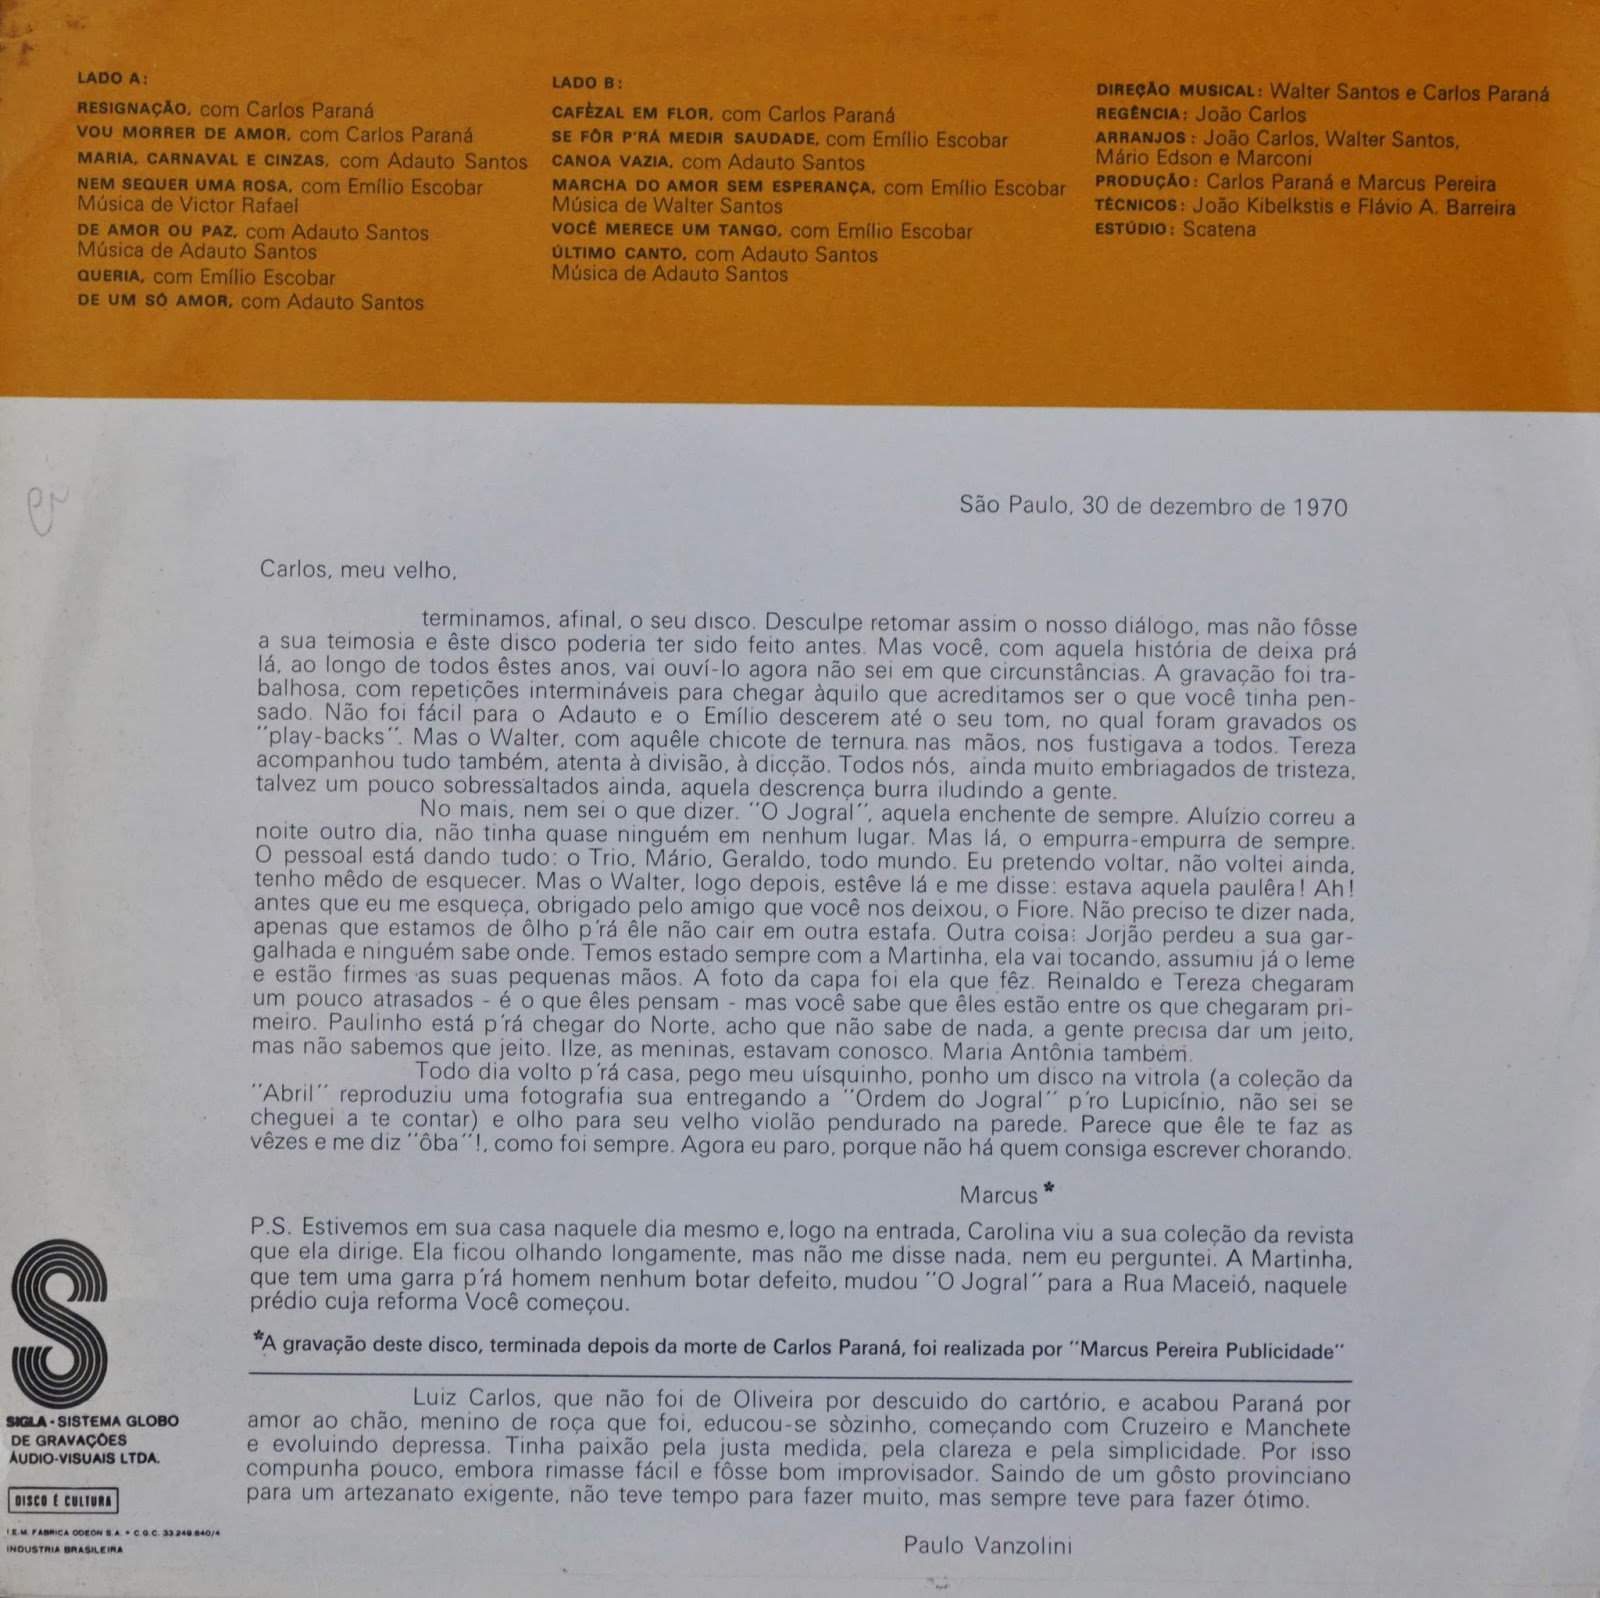 LADO A:
RESIGNAÇÃO, com Carlos Paraná
VOU MORRER DE AMOR, com Carlos Paraná
MARIA, CARNAVAL E CINZAS, com Adauto Santos
NEM SEQUER UMA ROSA, com Emílio Escobar
Música de Victor Rafael
DE AMOR OU PAZ, com Adauto Santos
Música de Adauto Santos
QUERIA, com Emílio Escobar
DE UM SÓ AMOR, com Adauto Santos
LADO B:
CAFÈZAL EM FLOR, com Carlos Paraná
SE FÔR P'RÁ MEDIR SAUDADE, com Emílio Escobar
CANOA VAZIA, com Adauto Santos
MARCHA DO AMOR SEM ESPERANÇA, com Emílio Escobar
Música de Walter Santos
VOCÊ MERECE UM TANGO, com Emílio Escobar
ÚLTIMO CANTO, com Adauto Santos
Música de Adauto Santos
DIREÇÃO MUSICAL: Walter Santos e Carlos Paraná
REGÊNCIA: João Carlos
ARRANJOS: João Carlos, Walter Santos,
Mário Edson e Marconi
PRODUÇÃO: Carlos Paraná e Marcus Pereira
TÉCNICOS: João Kibelkstis e Flávio A. Barreira
ESTÚDIO: Scatena
São Paulo, 30 de dezembro de 1970
Carlos, meu velho,
terminamos, afinal, o seu disco. Desculpe retomar assim o nosso diálogo, mas não fôsse
a sua teimosia e êste disco poderia ter sido feito antes. Mas você, com aquela história de deixa prá
lá, ao longo de todos êstes anos, vai ouví-lo agora não sei em que circunstâncias. A gravação foi tra-
balhosa, com repetições intermináveis para chegar àquilo que acreditamos ser o que você tinha pen-
sado. Não foi fácil para o Adauto e o Emílio descerem até o seu tom, no qual foram gravados os
"play-backs". Mas o Walter, com aquêle chicote de ternura nas mãos, nos fustigava a todos. Tereza
acompanhou tudo também, atenta à divisão, à dicção. Todos nós, ainda muito embriagados de tristeza,
talvez um pouco sobressaltados ainda, aquela descrença burra iludindo a gente.
No mais, nem sei o que dizer. "O Jogral", aquela enchente de sempre. Aluízio correu a
noite outro dia, não tinha quase ninguém em nenhum lugar. Mas lá, o empurra-empurra de sempre.
O pessoal está dando tudo: o Trio, Mário, Geraldo, todo mundo. Eu pretendo voltar, não voltei ainda,
tenho mêdo de esquecer. Mas o Walter, logo depois, estêve lá e me disse: estava aquela paulêra! Ah!
antes que eu me esqueça, obrigado pelo amigo que você nos deixou, o Fiore. Não preciso te dizer nada,
apenas que estamos de ôlho p'rá êle não cair em outra estafa. Outra coisa: Jorjão perdeu a sua gar-
galhada e ninguém sabe onde. Temos estado sempre com a Martinha, ela vai tocando, assumiu já o leme
e estão firmes as suas pequenas mãos. A foto da capa foi ela que fêz. Reinaldo e Tereza chegaram
um pouco atrasados - é o que êles pensam - mas você sabe que êles estão entre os que chegaram pri-
meiro. Paulinho está p'rá chegar do Norte, acho que não sabe de nada, a gente precisa dar um jeito,
mas não sabemos que jeito. Ilze, as meninas, estavam conosco. Maria Antônia também.
Todo dia volto p'rá casa, pego meu uísquinho, ponho um disco na vitrola (a coleção da
"Abril" reproduziu uma fotografia sua entregando a "Ordem do Jogral" p'ro Lupicínio, não sei se
cheguei a te contar) e olho para seu velho violão pendurado na parede. Parece que êle te faz as
vêzes e me diz "ôba"!, como foi sempre. Agora eu paro, porque não há quem consiga escrever chorando.
Marcus *
P.S. Estivemos em sua casa naquele dia mesmo e, logo na entrada, Carolina viu a sua coleção da revista
que ela dirige. Ela ficou olhando longamente, mas não me disse nada, nem eu perguntei. A Martinha,
que tem uma garra p'rá homem nenhum botar defeito, mudou "O Jogral" para a Rua Maceió, naquele
prédio cuja reforma Você começou.
*A gravação deste disco, terminada depois da morte de Carlos Paraná, foi realizada por "Marcus Pereira Publicidade"
Luiz Carlos, que não foi de Oliveira por descuido do cartório, e acabou Paraná por
amor ao chão, menino de roça que foi, educou-se sòzinho, começando com Cruzeiro e Manchete
e evoluindo depressa. Tinha paixão pela justa medida, pela clareza e pela simplicidade. Por isso
compunha pouco, embora rimasse fácil e fôsse bom improvisador. Saindo de um gôsto provinciano
para um artezanato exigente, não teve tempo para fazer muito, mas sempre teve para fazer ótimo.
Paulo Vanzolini
SIGLA - SISTEMA GLOBO
DE GRAVAÇÕES
ÁUDIO-VISUAIS LTDA.
DISCO É CULTURA
I.E.M. FABRICA ODEON S.A. • C.G.C. 33.249.640/4
INDUSTRIA BRASILEIRA